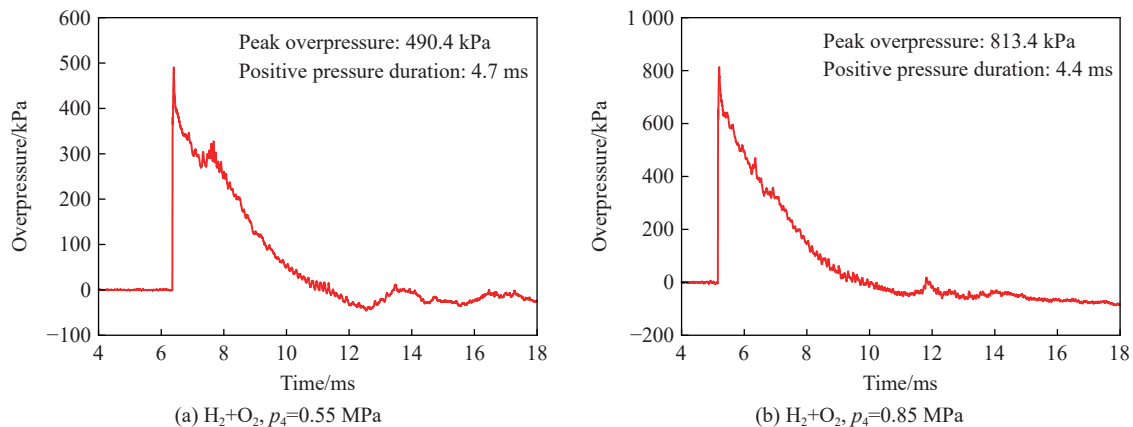 600
500
400
300
200
100
0
−100
Overpressure/kPa
Peak overpressure: 490.4 kPa
Positive pressure duration: 4.7 ms
4 6 8 10 12 14 16 18
Time/ms
(a) H₂+O₂, p₄=0.55 MPa
1 000
800
600
400
200
0
−200
Overpressure/kPa
Peak overpressure: 813.4 kPa
Positive pressure duration: 4.4 ms
4 6 8 10 12 14 16 18
Time/ms
(b) H₂+O₂, p₄=0.85 MPa